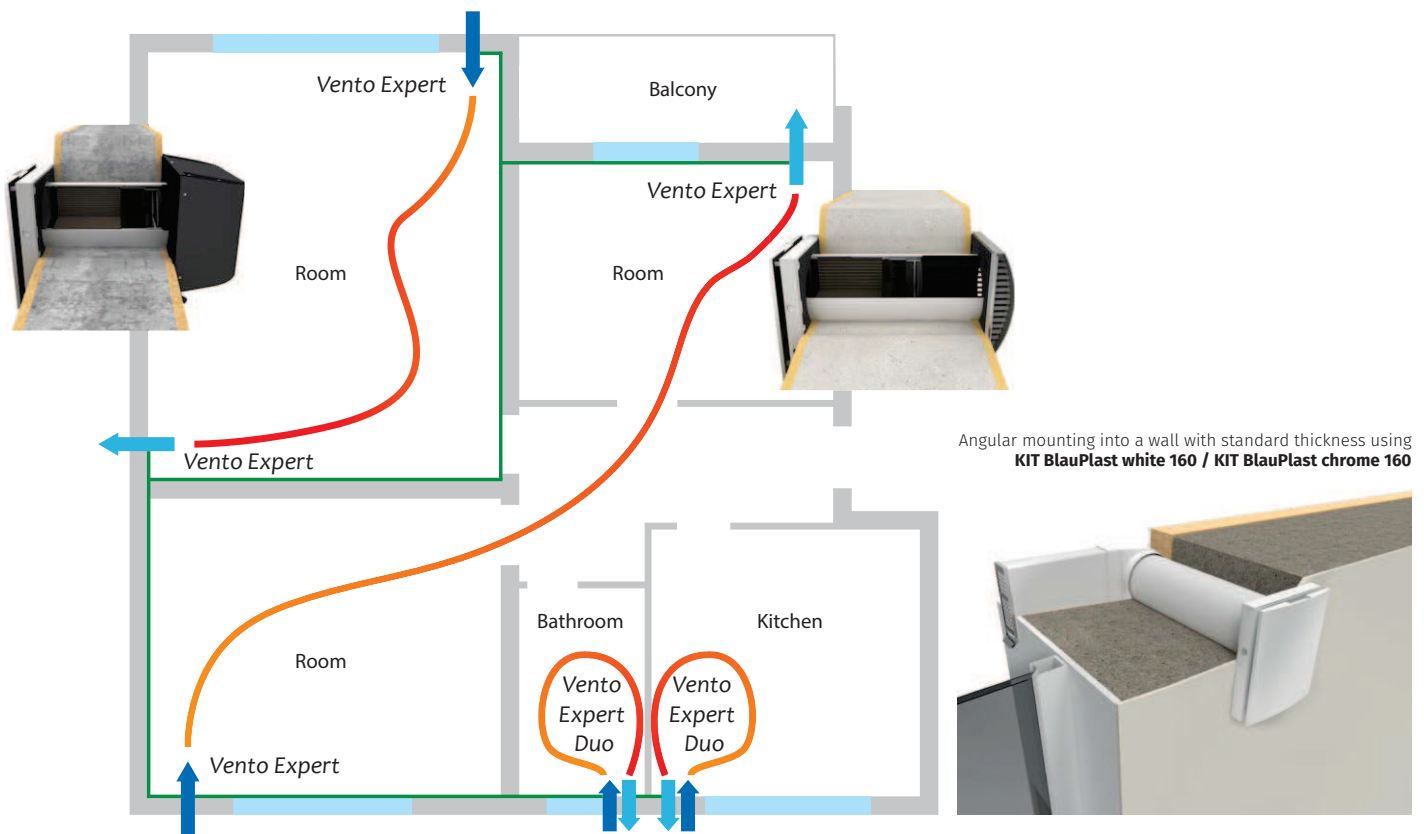 Vento Expert
Balcony
Vento Expert
Room
Room
Vento Expert
Angular mounting into a wall with standard thickness using
KIT BlauPlast white 160 / KIT BlauPlast chrome 160
Bathroom
Kitchen
Room
Vento
Expert
Duo
Vento
Expert
Duo
Vento Expert